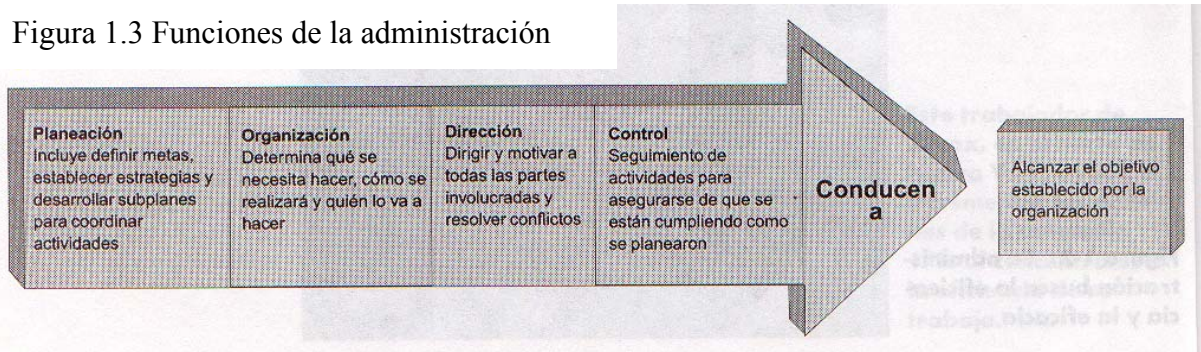 Figura 1.3 Funciones de la administración
Planeación
Incluye definir metas,
establecer estrategias y
desarrollar subplanes
para coordinar
actividades
Organización
Determina qué se
necesita hacer, cómo se
realizará y quién lo va a
hacer
Dirección
Dirigir y motivar a
todas las partes
involucradas y
resolver conflictos
Control
Seguimiento de
actividades para
asegurarse de que se
están cumpliendo como
se planearon
Conducen
a
Alcanzar el objetivo
establecido por la
organización